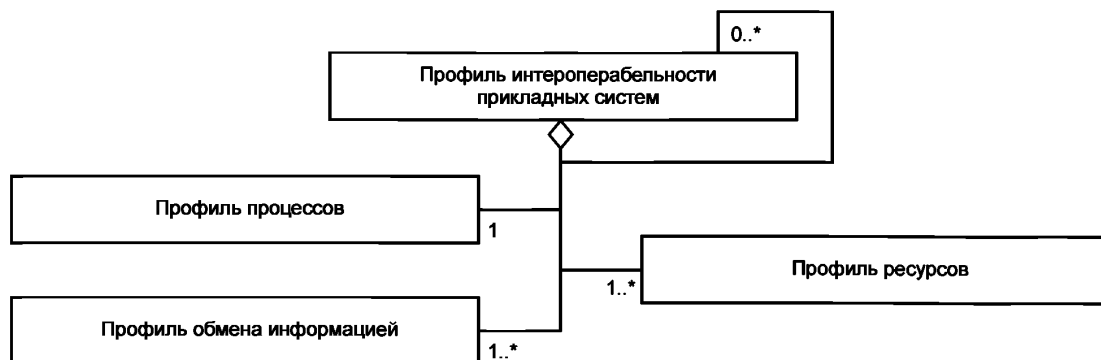 0..*
Профиль интероперабельности
прикладных систем
Профиль процессов
1
Профиль ресурсов
1..*
Профиль обмена информацией
1..*